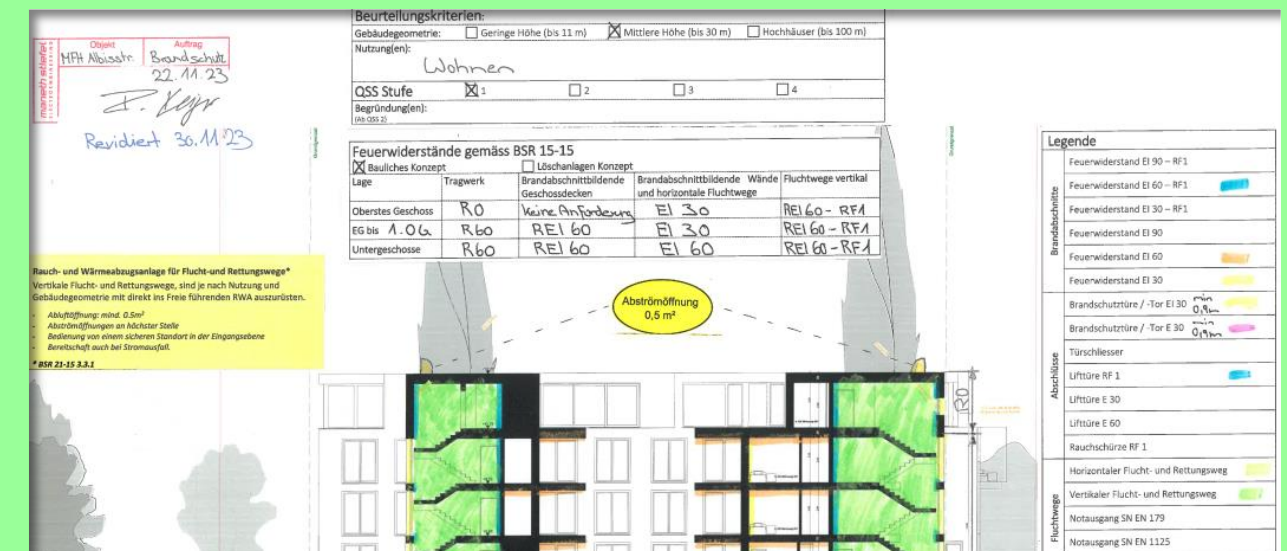 maneth stiefel
Objekt Auftrag
MFH Albisstr. Brandschutz
22.11.23
Revidiert 30.11.23
Beurteilungskriterien:
Gebäudegeometrie: Geringe Höhe (bis 11 m) Mittlere Höhe (bis 30 m) Hochhäuser (bis 100 m)
Nutzung(en):
Wohnen
QSS Stufe 1 2 3 4
Begründung(en):
(Ab QSS 2)
Feuerwiderstände gemäss BSR 15-15
Bauliches Konzept Löschanlagen Konzept
Lage Tragwerk Brandabschnittbildende Geschossdecken Brandabschnittbildende Wände und horizontale Fluchtwege Fluchtwege vertikal
Oberstes Geschoss R0 Keine Anforderung EI 30 REI 60 - RF1
EG bis 1.OG R60 REI 60 EI 30 REI 60 - RF1
Untergeschosse R60 REI 60 EI 60 REI 60 - RF1
Rauch- und Wärmeabzugsanlage für Flucht-und Rettungswege*
Vertikale Flucht- und Rettungswege, sind je nach Nutzung und
Gebäudegeometrie mit direkt ins Freie führenden RWA auszurüsten.
- Abluftöffnung: mind. 0.5m²
- Abströmöffnungen an höchster Stelle
- Bedienung von einem sicheren Standort in der Eingangsebene
- Bereitschaft auch bei Stromausfall.
* BSR 21-15 3.3.1
Abströmöffnung
0,5 m²
R0
Legende
Brandabschnitte
Feuerwiderstand EI 90 – RF1
Feuerwiderstand EI 60 – RF1
Feuerwiderstand EI 30 – RF1
Feuerwiderstand EI 90
Feuerwiderstand EI 60
Feuerwiderstand EI 30
Abschlüsse
Brandschutztüre / -Tor EI 30 min 0,9m
Brandschutztüre / -Tor E 30 min 0,9m
Türschliesser
Lifttüre RF 1
Lifttüre E 30
Lifttüre E 60
Rauchschürze RF 1
Fluchtwege
Horizontaler Flucht- und Rettungsweg
Vertikaler Flucht- und Rettungsweg
Notausgang SN EN 179
Notausgang SN EN 1125